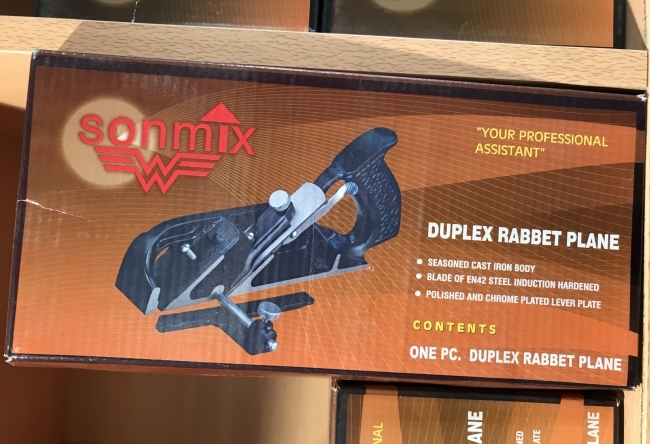 sonmix
"YOUR PROFESSIONAL
ASSISTANT"
DUPLEX RABBET PLANE
SEASONED CAST IRON BODY
BLADE OF EN42 STEEL INDUCTION HARDENED
POLISHED AND CHROME PLATED LEVER PLATE
CONTENTS
ONE PC. DUPLEX RABBET PLANE